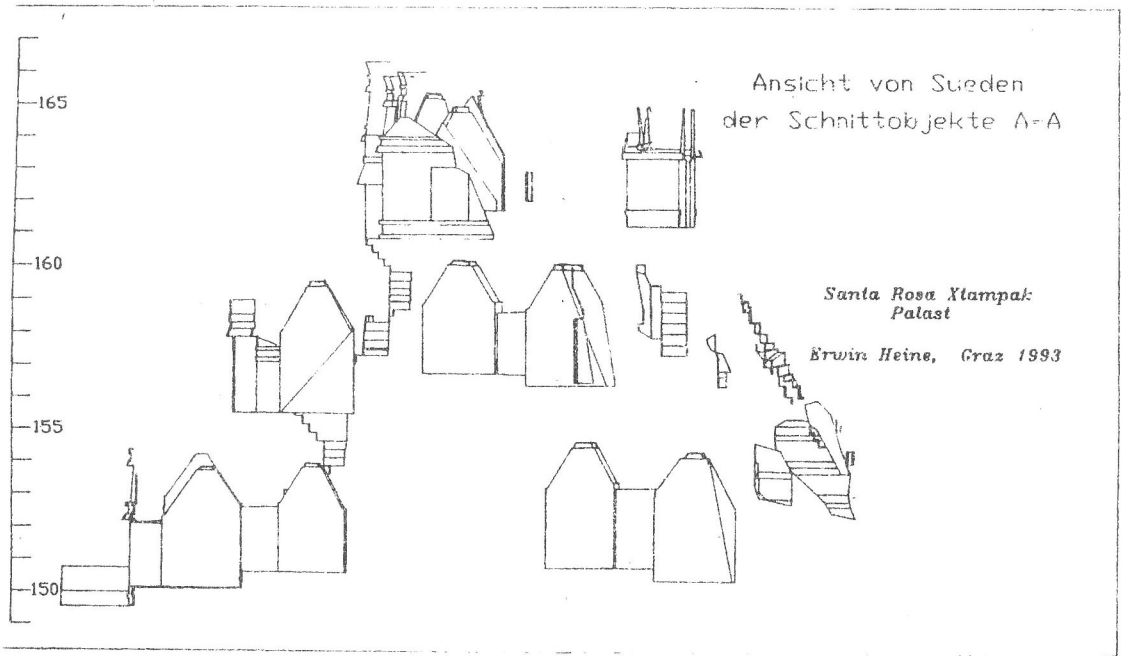 Ansicht von Sueden
der Schnittobjekte A-A
165
160
Santa Rosa Xtampak
Palast
Erwin Heine, Graz 1993
155
150